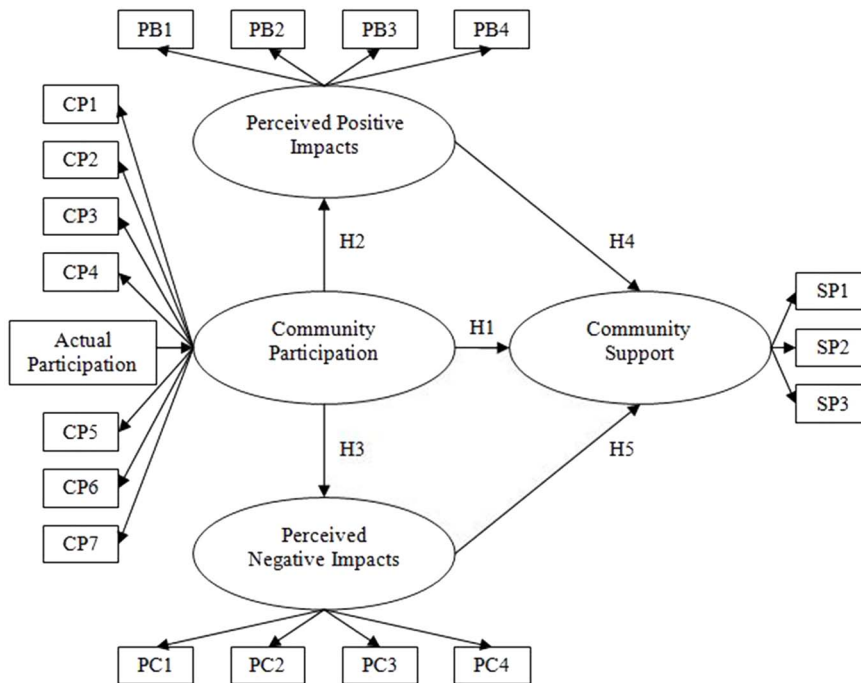 PB1
PB2
PB3
PB4
CP1
CP2
CP3
CP4
Actual
Participation
CP5
CP6
CP7
Perceived Positive
Impacts
H2
H4
Community
Participation
H1
Community
Support
SP1
SP2
SP3
H3
H5
Perceived
Negative Impacts
PC1
PC2
PC3
PC4